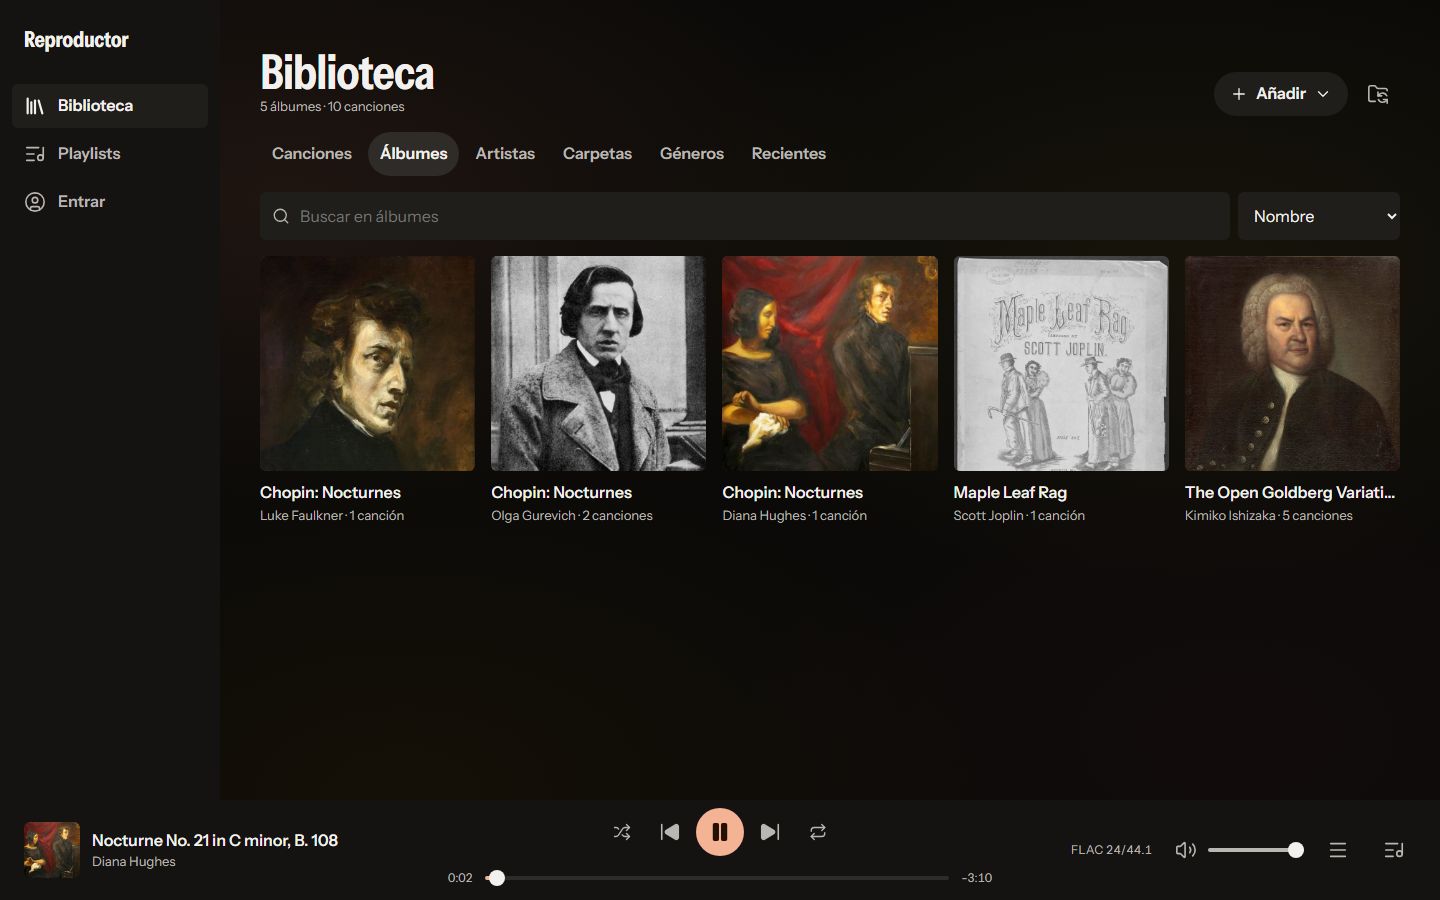 Reproductor
Biblioteca
Playlists
Entrar
Biblioteca
5 álbumes · 10 canciones
Añadir
Canciones
Álbumes
Artistas
Carpetas
Géneros
Recientes
Buscar en álbumes
Nombre
Maple Leaf Rag
SCOTT JOPLIN.
Chopin: Nocturnes
Luke Faulkner · 1 canción
Chopin: Nocturnes
Olga Gurevich · 2 canciones
Chopin: Nocturnes
Diana Hughes · 1 canción
Maple Leaf Rag
Scott Joplin · 1 canción
The Open Goldberg Variati...
Kimiko Ishizaka · 5 canciones
Nocturne No. 21 in C minor, B. 108
Diana Hughes
0:02
-3:10
FLAC 24/44.1